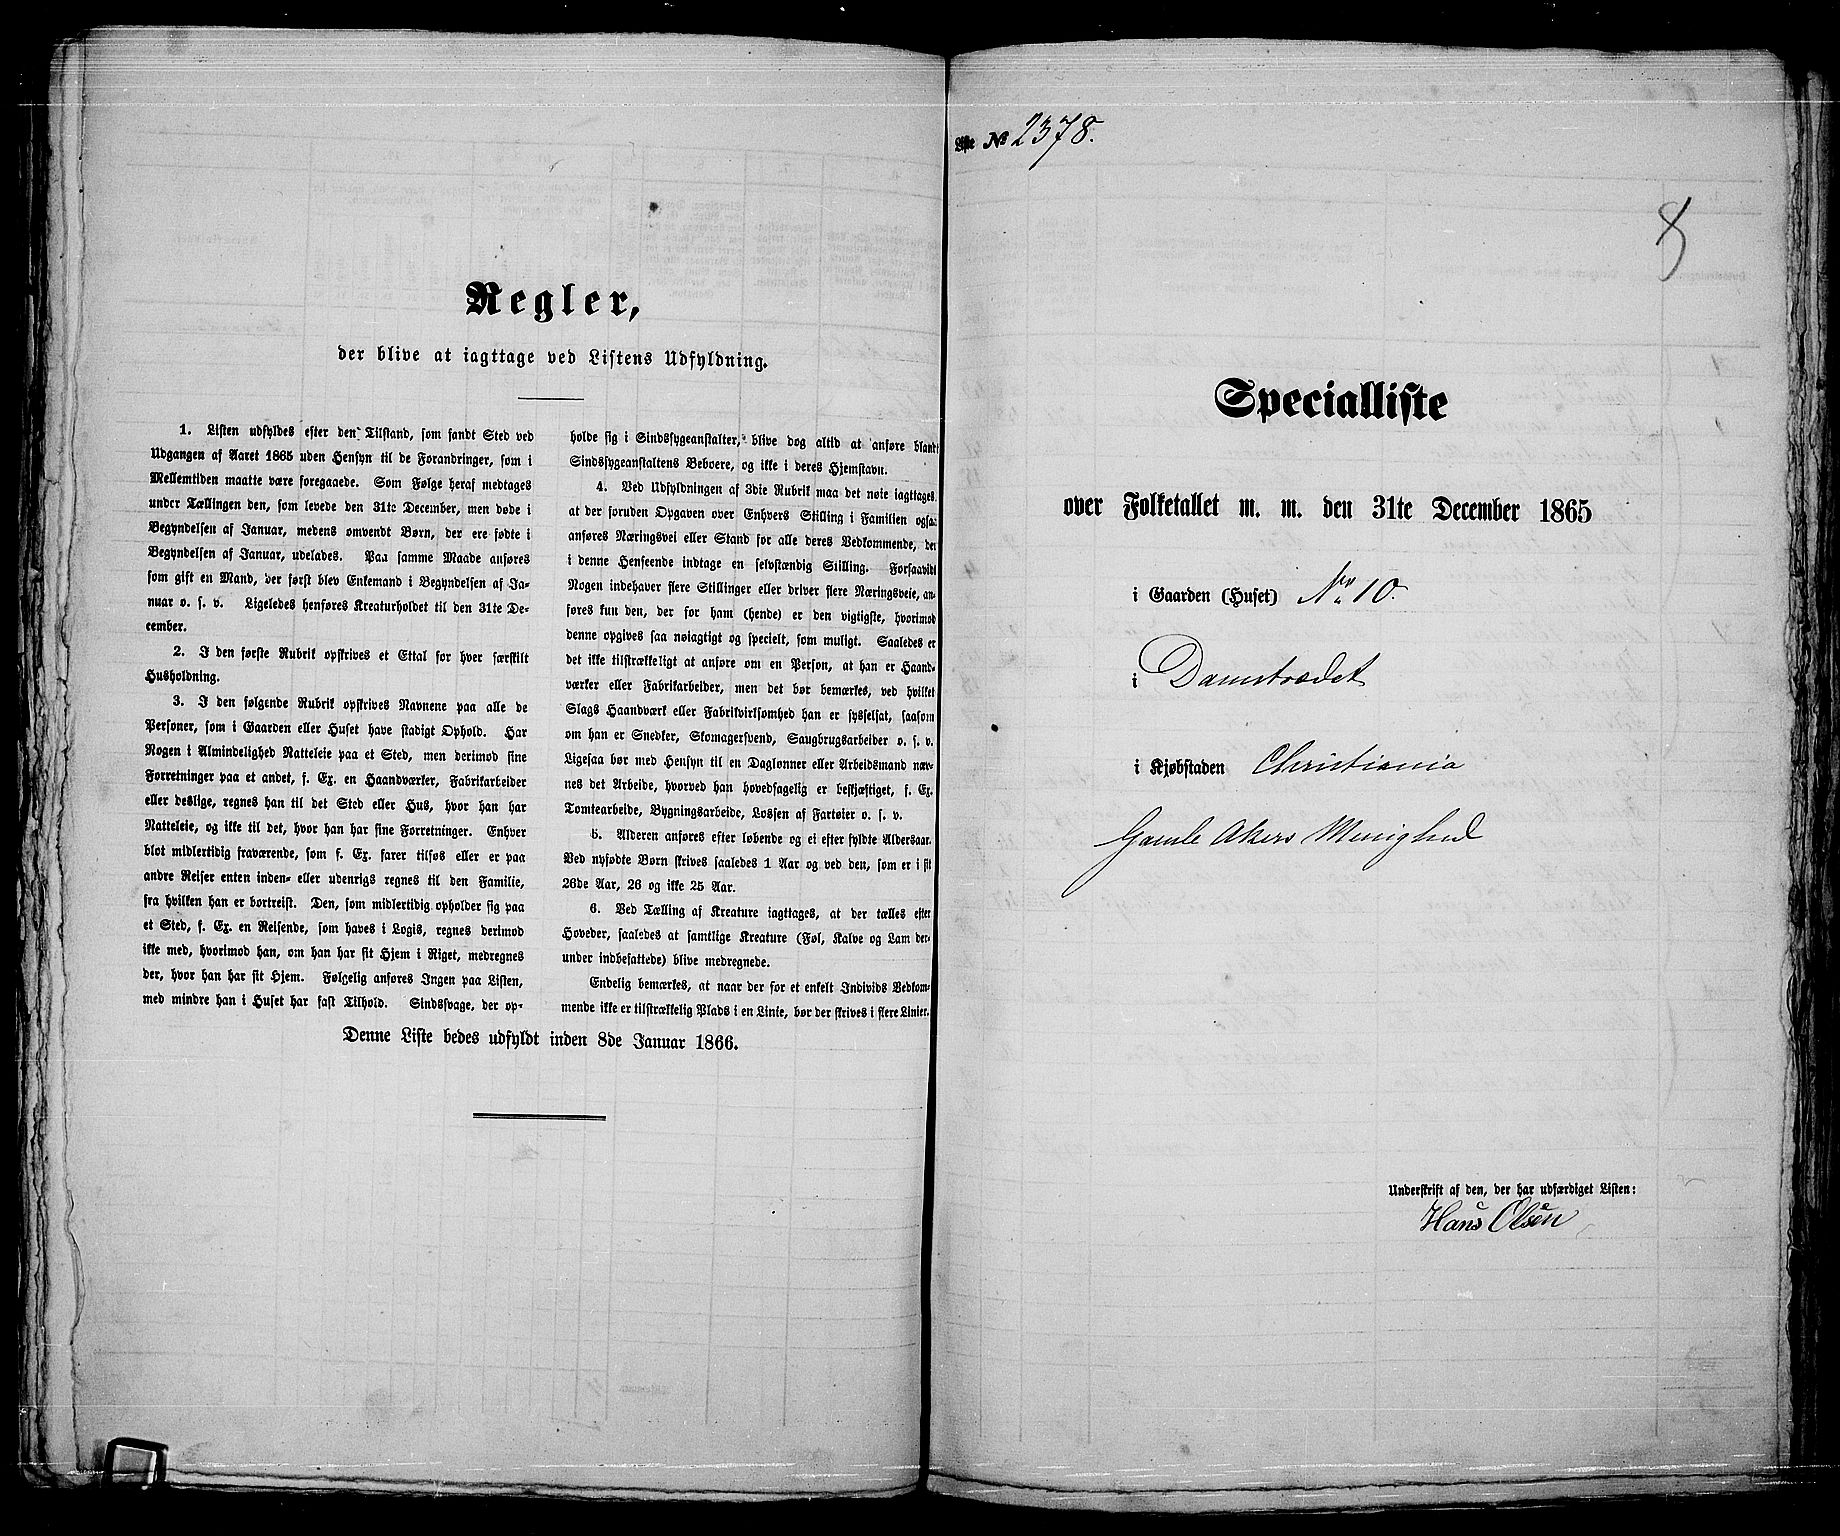 Regler,
der blive at iagttage ved Listens Udfyldning.
1. Listen udfyldes efter den Tilstand, som fandt Sted ved
Udgangen af Aaret 1865 uden Hensyn til de Forandringer, som i
Mellemtiden maatte være foregaaede. Som Følge heraf medtages
under Tællingen den, som levede den 31te December, men døde i
Begyndelsen af Januar, medens omvendt Børn, der ere fødte i
Begyndelsen af Januar, udelades. Paa samme Maade anføres
som gift en Mand, der først blev Enkemand i Begyndelsen af Ja-
nuar o. s. v. Ligeledes henføres Kreaturholdet til den 31te De-
cember.
2. I den første Rubrik opskrives et Ettal for hver særskilt
Husholdning.
3. I den følgende Rubrik opskrives Navnene paa alle de
Personer, som i Gaarden eller Huset have stadigt Ophold. Har
Nogen i Almindelighed Natteleie paa et Sted, men derimod sine
Forretninger paa et andet, f. Ex. en Haandværker, Fabrikarbeider
eller deslige, regnes han til det Sted eller Hus, hvor han har
Natteleie, og ikke til det, hvor han har sine Forretninger. Enhver
blot midlertidig fraværende, som f. Ex. farer tilsøs eller er paa
andre Reiser enten inden- eller udenrigs regnes til den Familie,
fra hvilken han er bortreist. Den, som midlertidig opholder sig paa
et Sted, f. Ex. en Reisende, som haves i Logis, regnes derimod
ikke med, hvorimod han, om han har sit Hjem i Riget, medregnes
der, hvor han har sit Hjem. Følgelig anføres Ingen paa Listen,
med mindre han i Huset har fast Tilhold. Sindssvage, der op-
holde sig i Sindssygeanstalter, blive dog altid at anføre blandt
Sindssygeanstaltens Beboere, og ikke i deres Hjemstavn.
4. Ved Udfyldningen af 3die Rubrik maa det nøie iagttages,
at der foruden Opgaven over Enhvers Stilling i Familien ogsaa
anføres Næringsvei eller Stand for alle deres Vedkommende, der
i denne Henseende indtage en selvstændig Stilling. Forsaavidt
Nogen indehaver flere Stillinger eller driver flere Næringsveie, an-
føres kun den, der for ham (hende) er den vigtigste, hvorimod
denne opgives saa nøiagtigt og specielt, som muligt. Saaledes er
det ikke tilstrækkeligt at anføre om en Person, at han er Haand-
værker eller Fabrikarbeider, men det bør bemærkes, ved hvilket
Slags Haandværk eller Fabrikvirksomhed han er sysselsat, saasom
om han er Snedker, Skomagersvend, Saugbrugsarbeider o. s. v.
Ligesaa bør med Hensyn til en Daglønner eller Arbeidsmand næv-
nes det Arbeide, hvorved han hovedsagelig er beskjæftiget, f. Ex.
Tomtearbeide, Bygningsarbeide, Lossen af Fartøier o. s. v.
5. Alderen anføres efter løbende og ei efter fyldte Aldersaar.
Ved nyfødte Børn skrives saaledes 1 Aar og ved den, som er i sit
26de Aar, 26 og ikke 25 Aar.
6. Ved Tælling af Kreature iagttages, at der tælles efter
Hoveder, saaledes at samtlige Kreature (Føl, Kalve og Lam der-
under indbefattede) blive medregnede.
Endelig bemærkes, at naar der for et enkelt Individs Vedkom-
mende ikke er tilstrækkelig Plads i en Linie, bør der skrives i flere Linier.
Denne Liste bedes udfyldt inden 8de Januar 1866.
Liste № 2378.
8
Specialliste
over Folketallet m. m. den 31te December 1865
i Gaarden (Huset) No 10.
i Damstrædet
i Kjøbstaden Christiania
Gamle Akers Menighed
Underskrift af den, der har udfærdiget Listen:
Hans Olsen